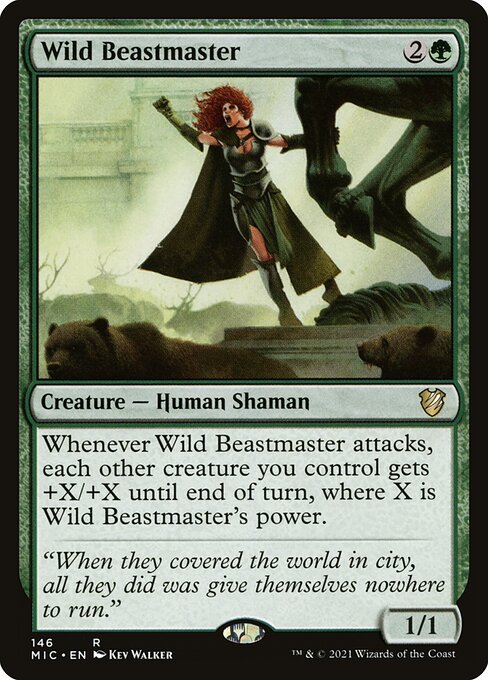 Wild Beastmaster 2
Creature — Human Shaman
Whenever Wild Beastmaster attacks,
each other creature you control gets
+X/+X until end of turn, where X is
Wild Beastmaster's power.
“When they covered the world in city,
all they did was give themselves nowhere
to run.”
1/1
146 R
MIC • EN Kev Walker ™ & © 2021 Wizards of the Coast